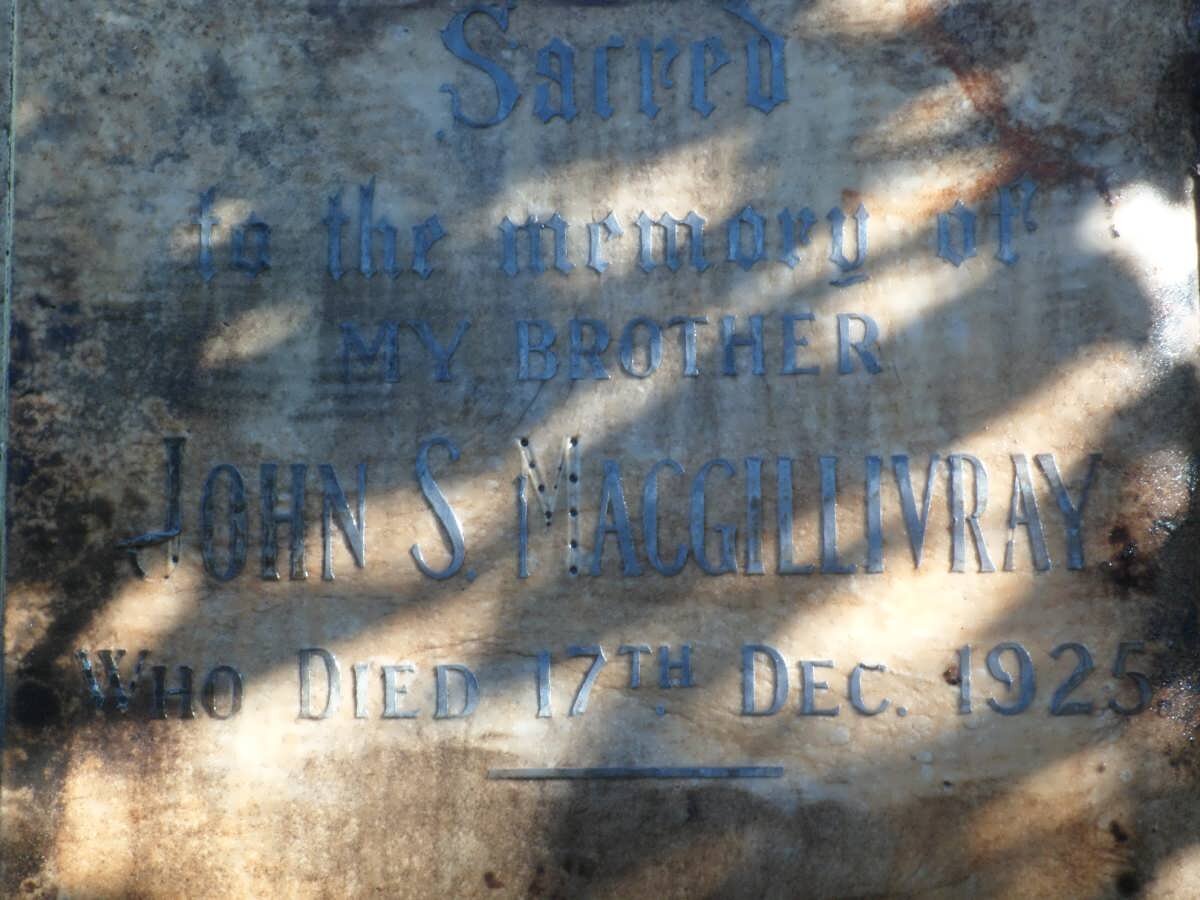 Sacred
to the memory of
MY BROTHER
JOHN S. MACGILLIVRAY
WHO DIED 17TH DEC. 1925.